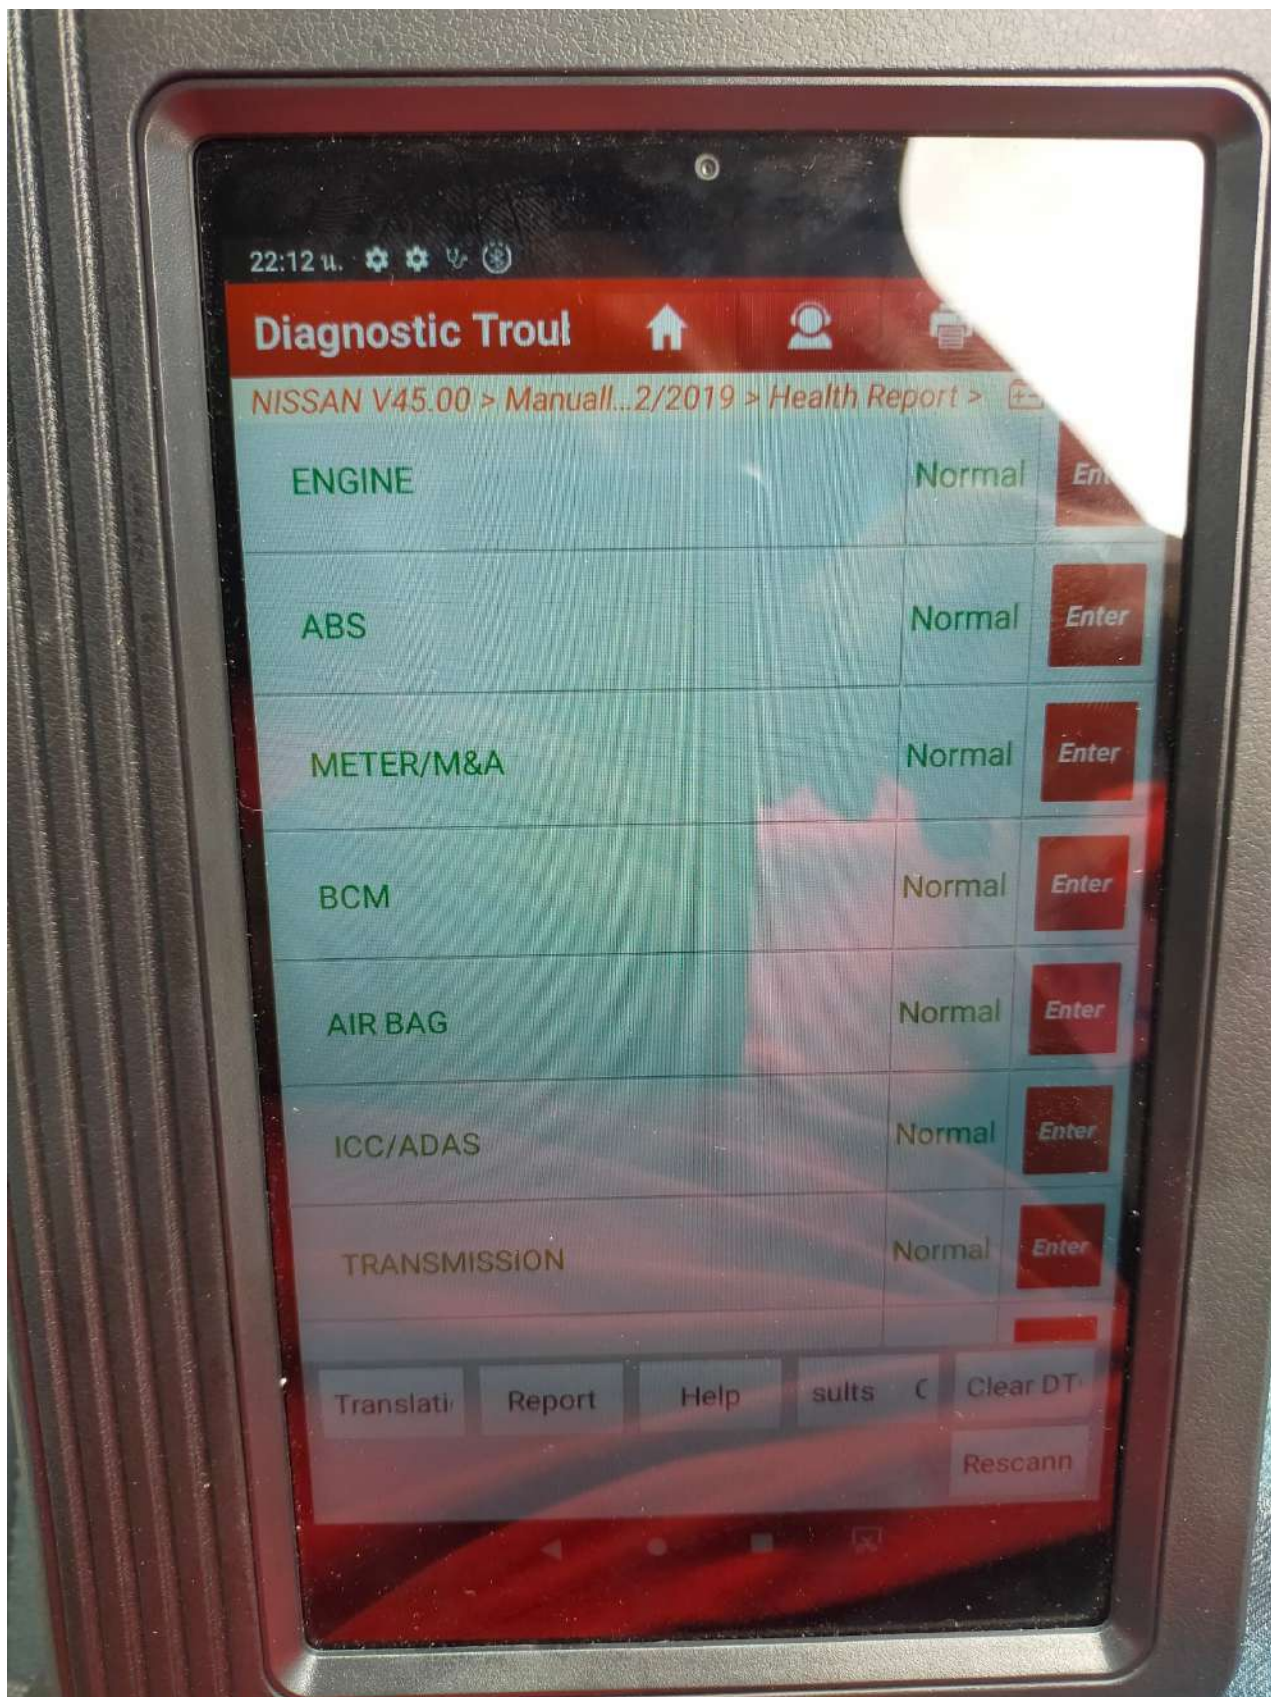 22:12 น.
Diagnostic Troul
NISSAN V45.00 > Manuall...2/2019 > Health Report >
ENGINE Normal Ent
ABS Normal Enter
METER/M&A Normal Enter
BCM Normal Enter
AIR BAG Normal Enter
ICC/ADAS Normal Enter
TRANSMISSION Normal Enter
Translati Report Help sults C Clear DT
Rescann